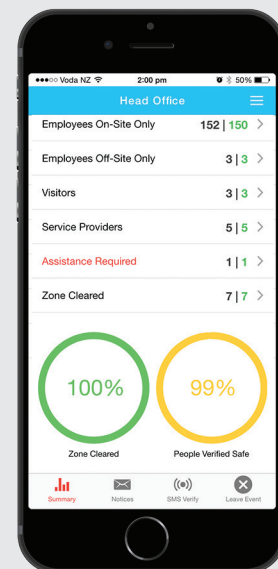 Voda NZ 2:00 pm 50%
Head Office
Employees On-Site Only 152 | 150
Employees Off-Site Only 3 | 3
Visitors 3 | 3
Service Providers 5 | 5
Assistance Required 1 | 1
Zone Cleared 7 | 7
100% 99%
Zone Cleared People Verified Safe
Summary Notices SMS Verify Leave Event